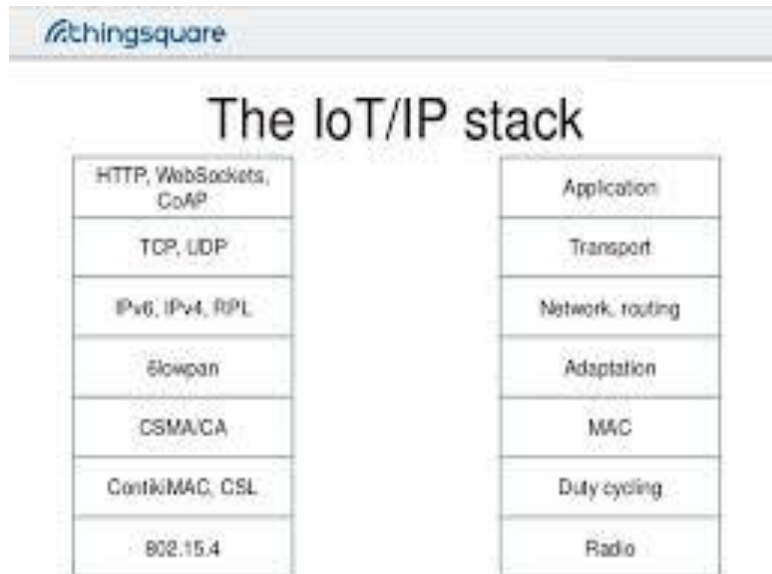 thingsquare
The IoT/IP stack
HTTP, WebSockets,
CoAP
TCP, UDP
IPv6, IPv4, RPL
6lowpan
CSMA/CA
ContikiMAC, CSL
802.15.4
Application
Transport
Network, routing
Adaptation
MAC
Duty cycling
Radio